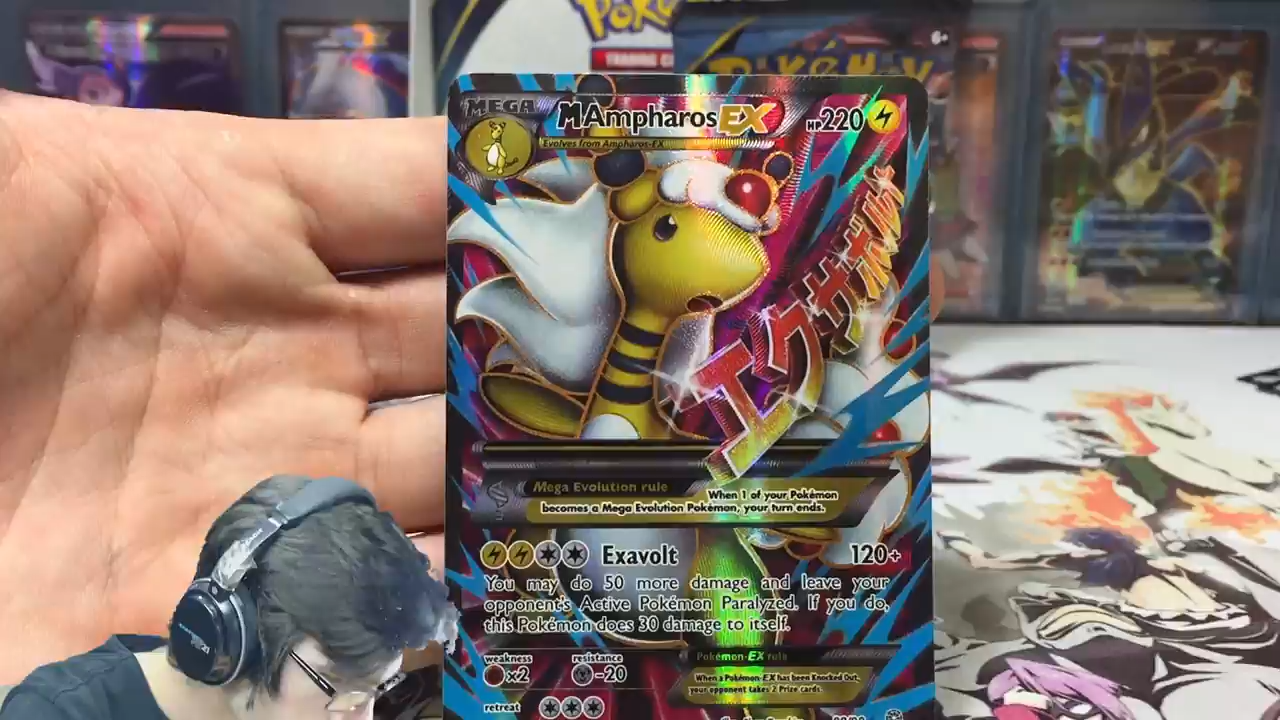 POKÉMON
6+
MEGA
MAmpharosEX
HP220
Evolves from Ampharos-EX
エクサボルト
Mega Evolution rule
When 1 of your Pokémon
becomes a Mega Evolution Pokémon, your turn ends.
Exavolt 120+
You may do 50 more damage and leave your
opponent's Active Pokémon Paralyzed. If you do,
this Pokémon does 30 damage to itself.
weakness
×2
resistance
-20
retreat
Pokémon-EX rule
When a Pokémon-EX has been Knocked Out,
your opponent takes 2 Prize cards.